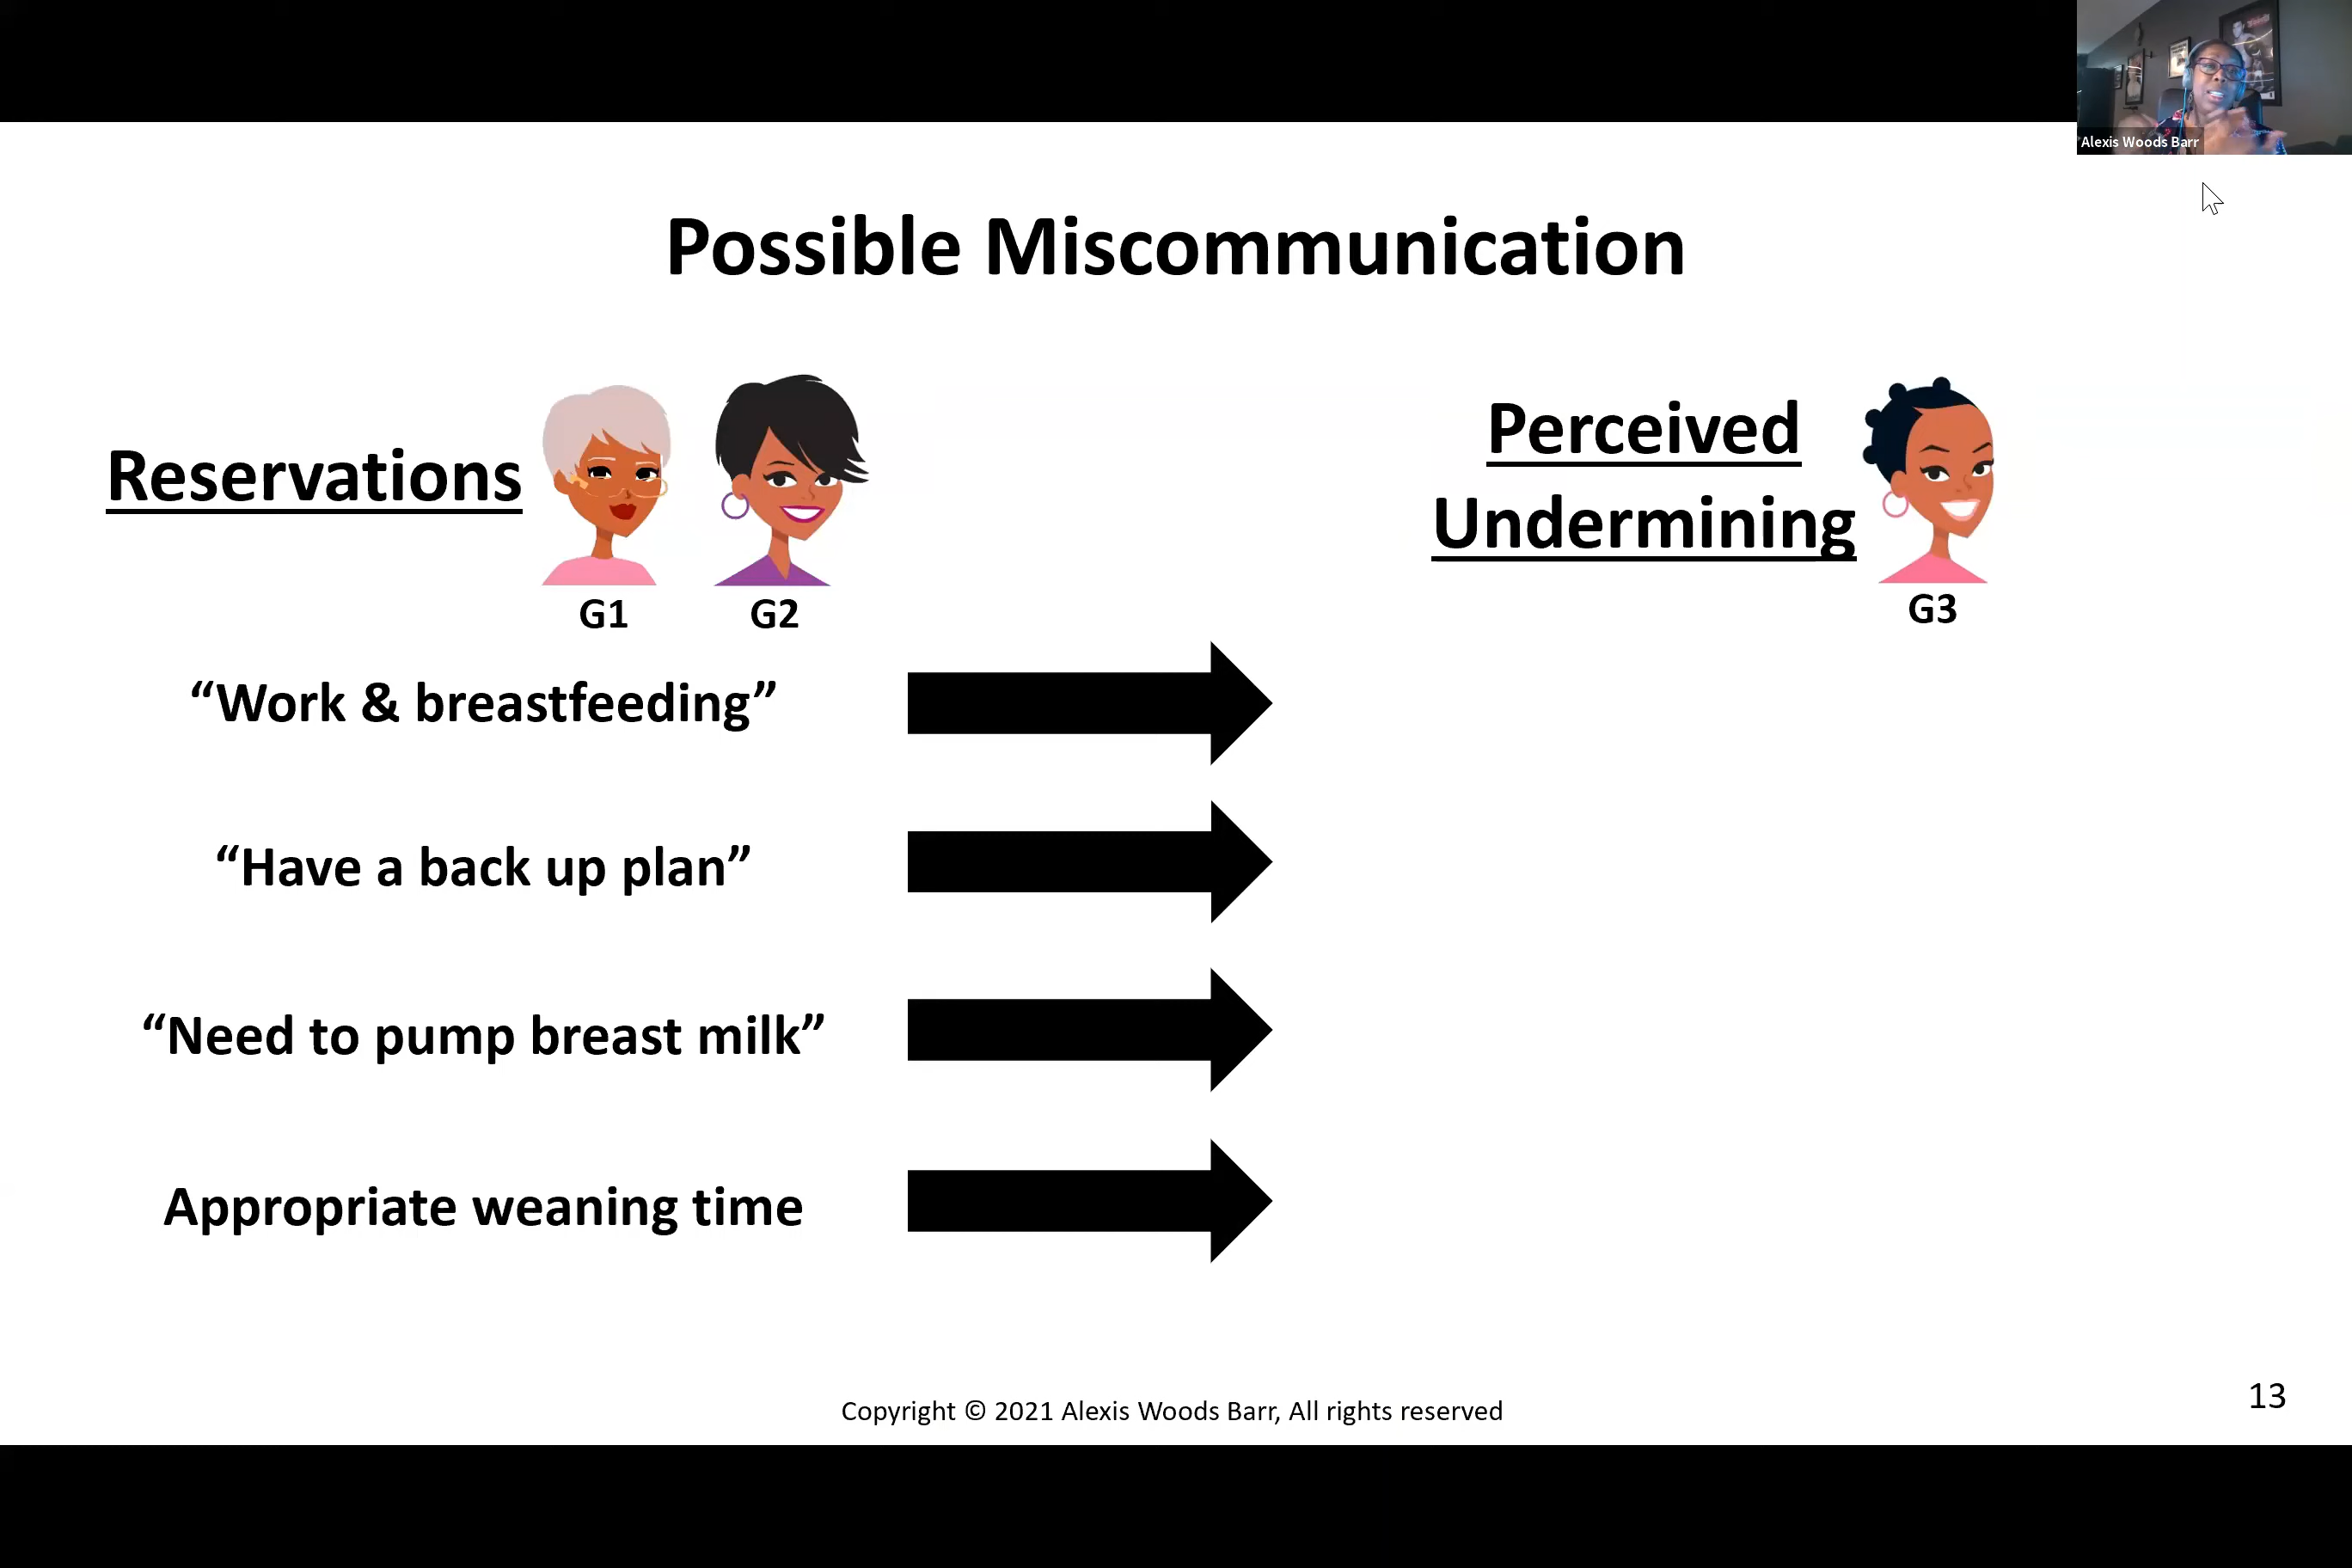 Alexis Woods Barr
Possible Miscommunication
Reservations
G1
G2
Perceived
Undermining
G3
“Work & breastfeeding”
“Have a back up plan”
“Need to pump breast milk”
Appropriate weaning time
Copyright © 2021 Alexis Woods Barr, All rights reserved
13